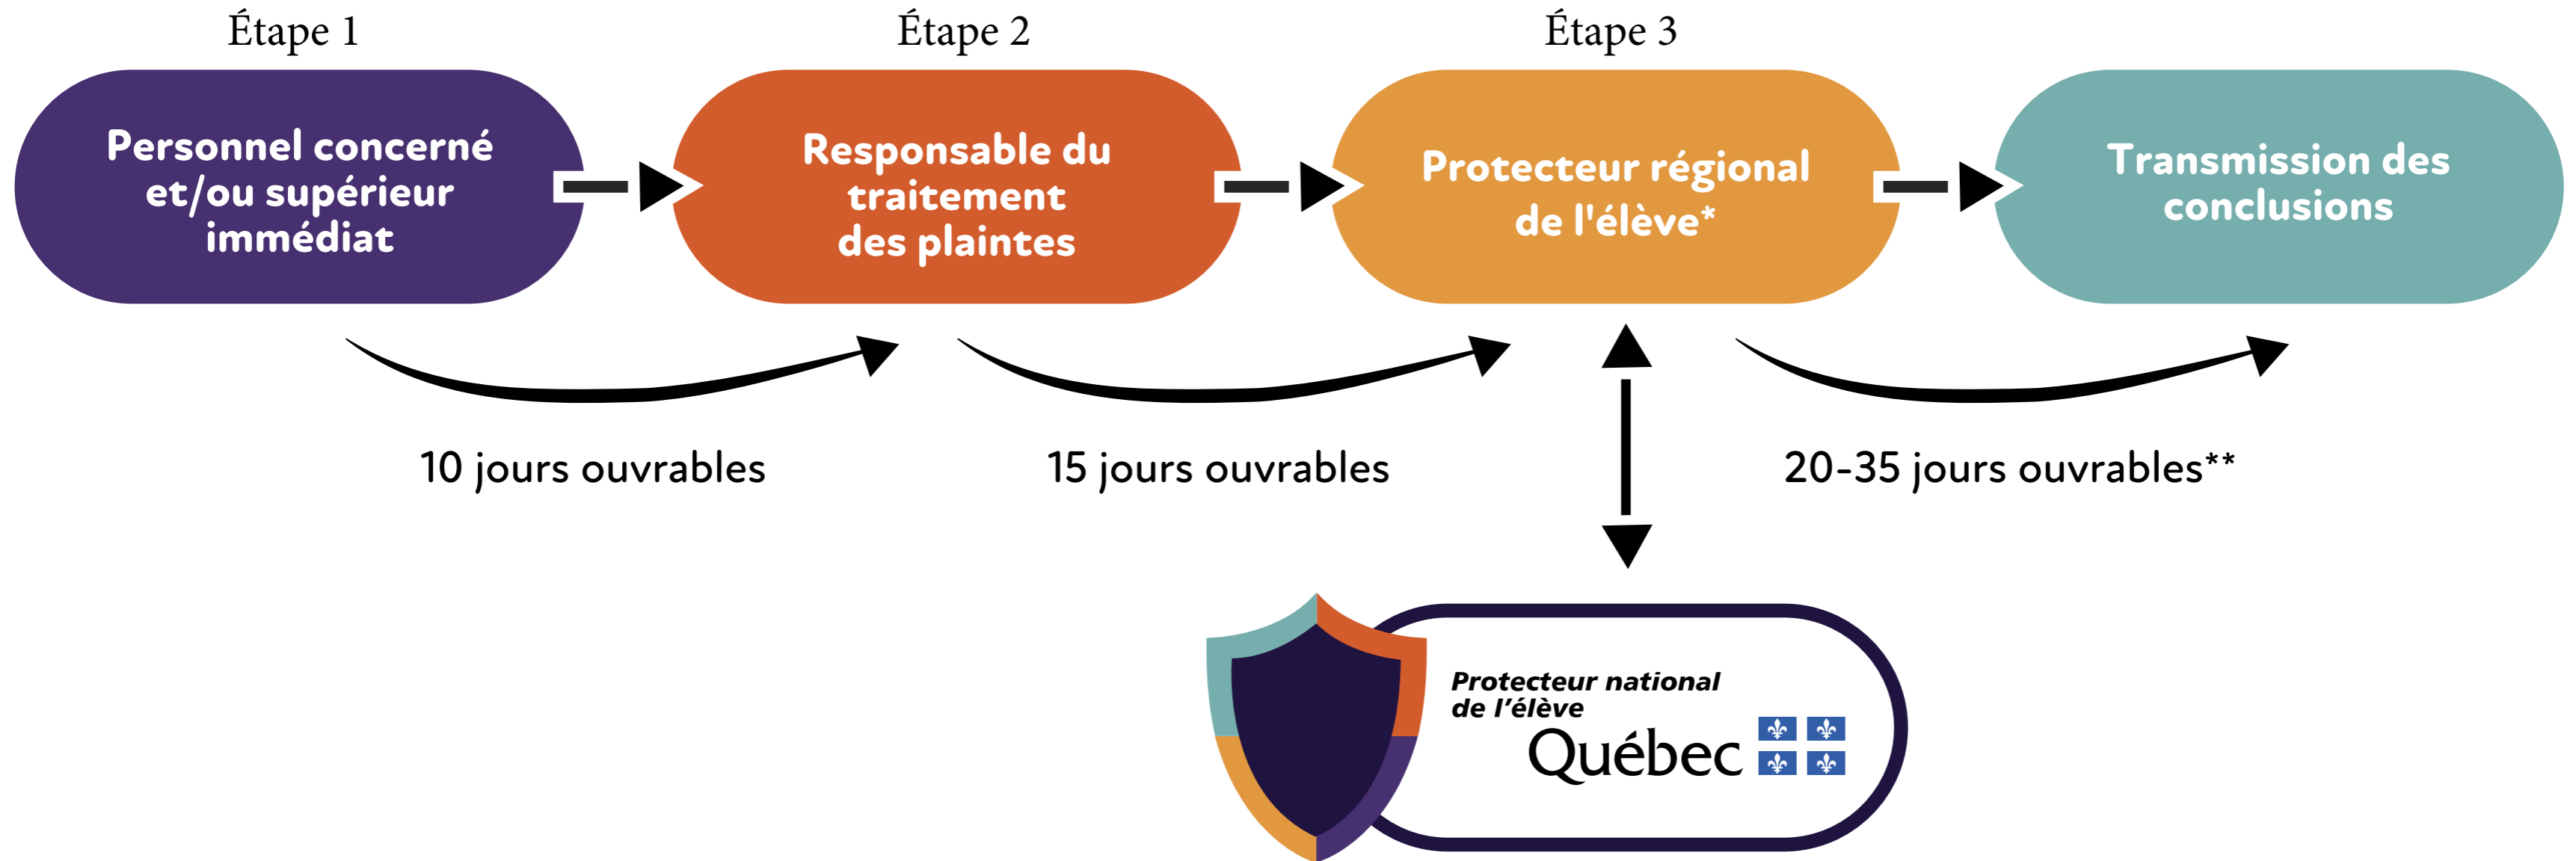 Étape 1
Étape 2
Étape 3
Personnel concerné
et/ou supérieur
immédiat
Responsable du
traitement
des plaintes
Protecteur régional
de l'élève*
Transmission des
conclusions
10 jours ouvrables
15 jours ouvrables
20-35 jours ouvrables**
Protecteur national
de l’élève
Québec